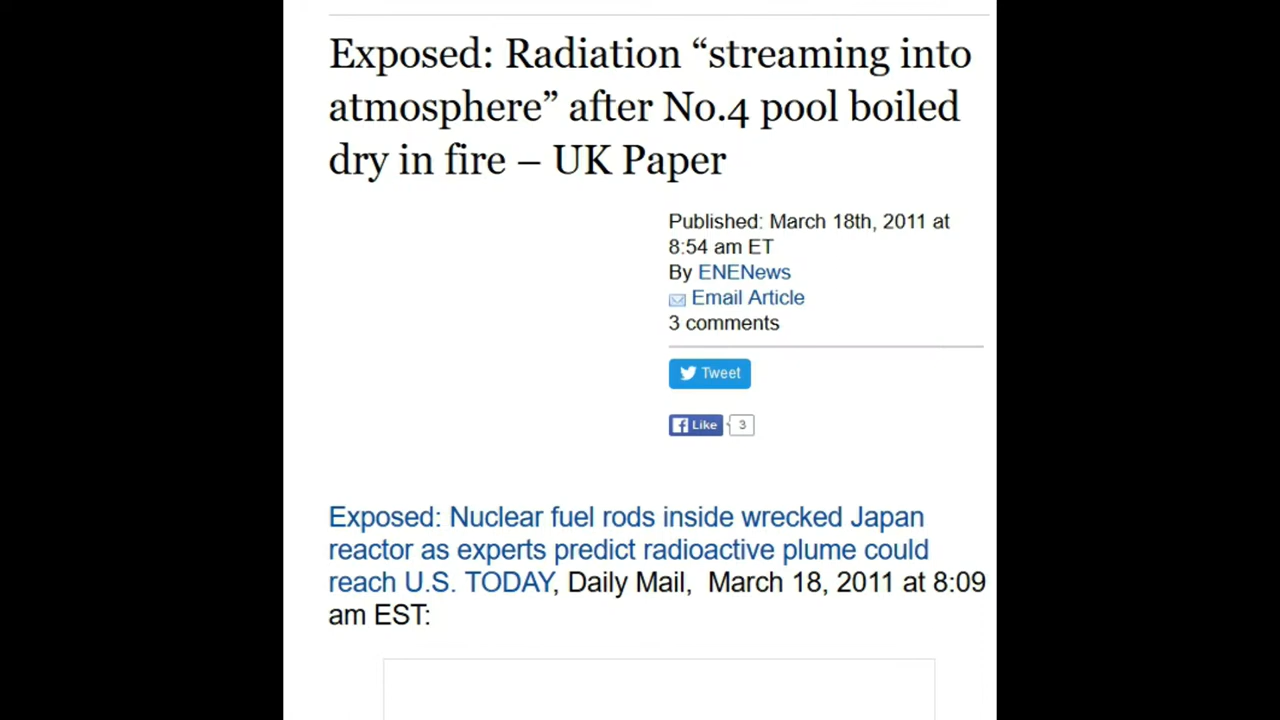 Exposed: Radiation “streaming into
atmosphere” after No.4 pool boiled
dry in fire – UK Paper
Published: March 18th, 2011 at
8:54 am ET
By ENENews
Email Article
3 comments
Tweet
Like 3
Exposed: Nuclear fuel rods inside wrecked Japan
reactor as experts predict radioactive plume could
reach U.S. TODAY, Daily Mail,  March 18, 2011 at 8:09
am EST: